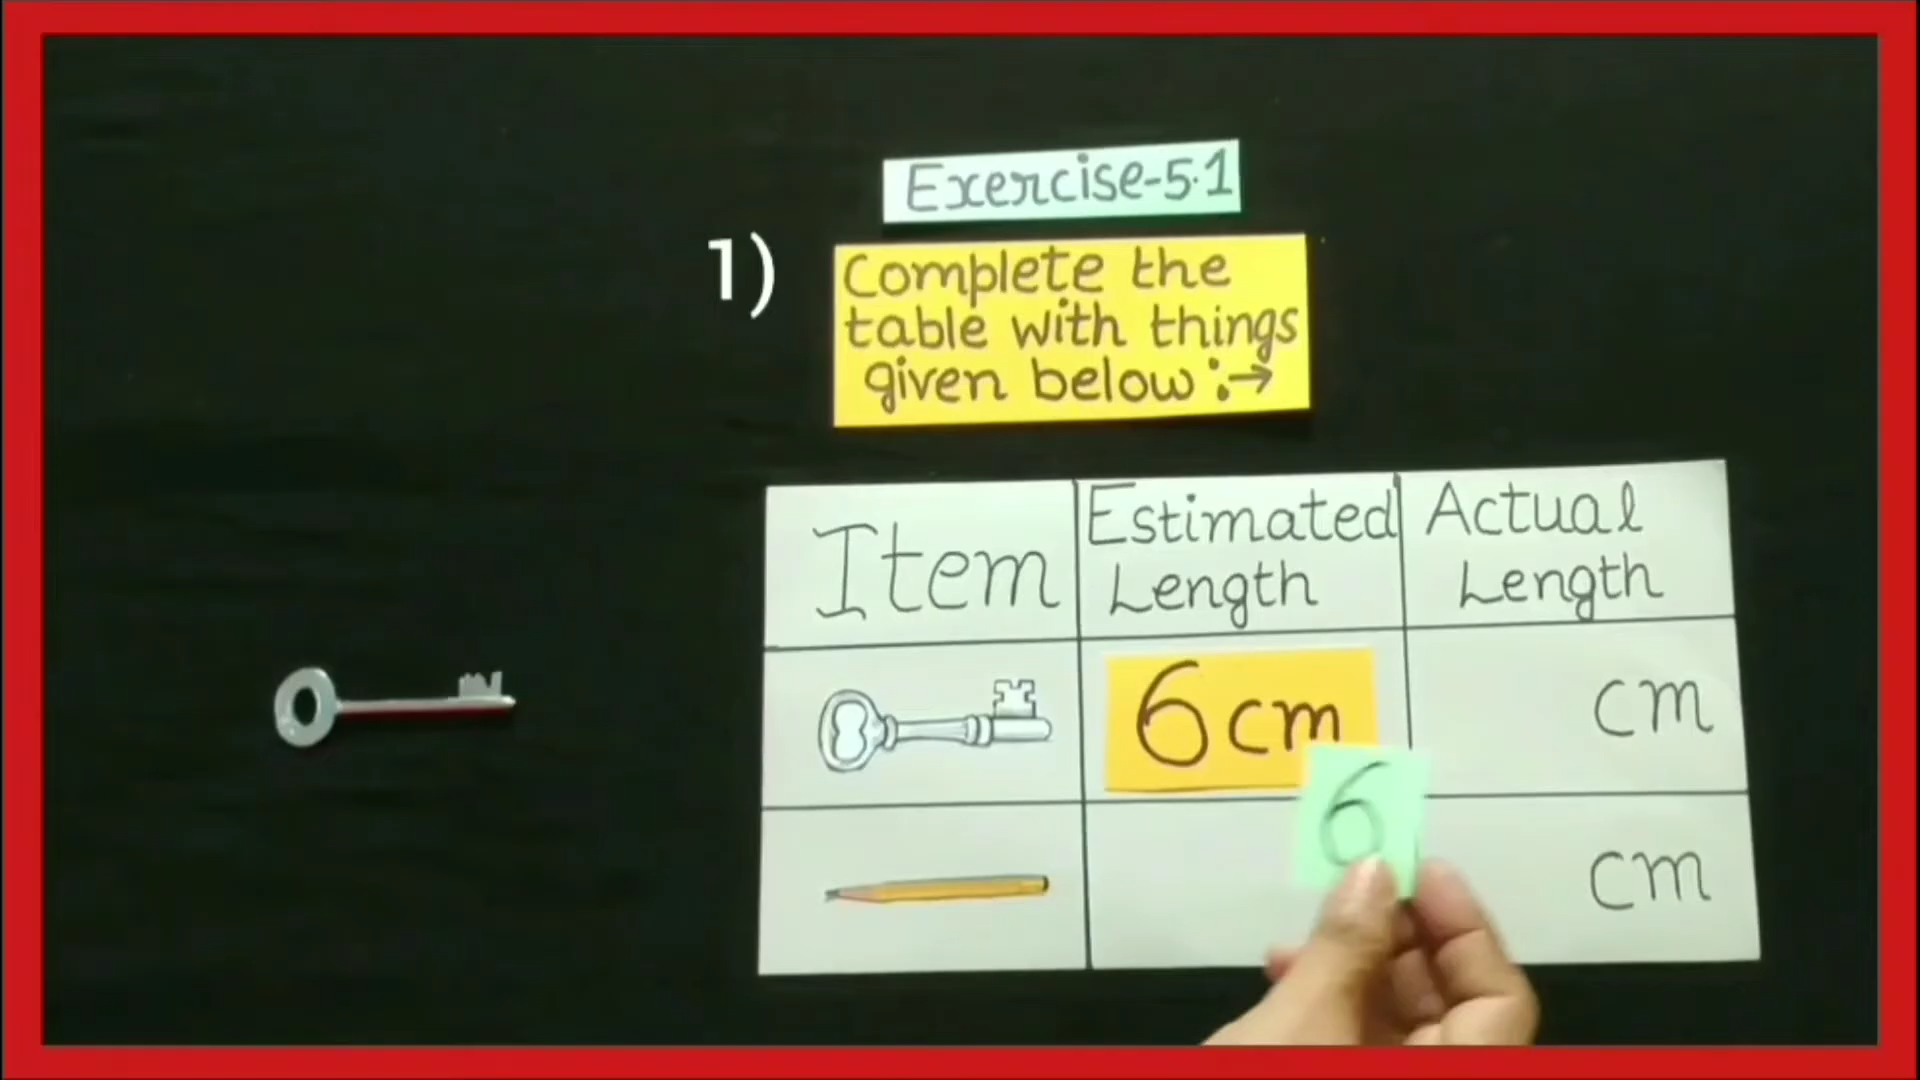 Exercise-5.1
1)
Complete the
table with things
given below :→
Item
Estimated
Length
Actual
Length
6 cm
cm
6
cm